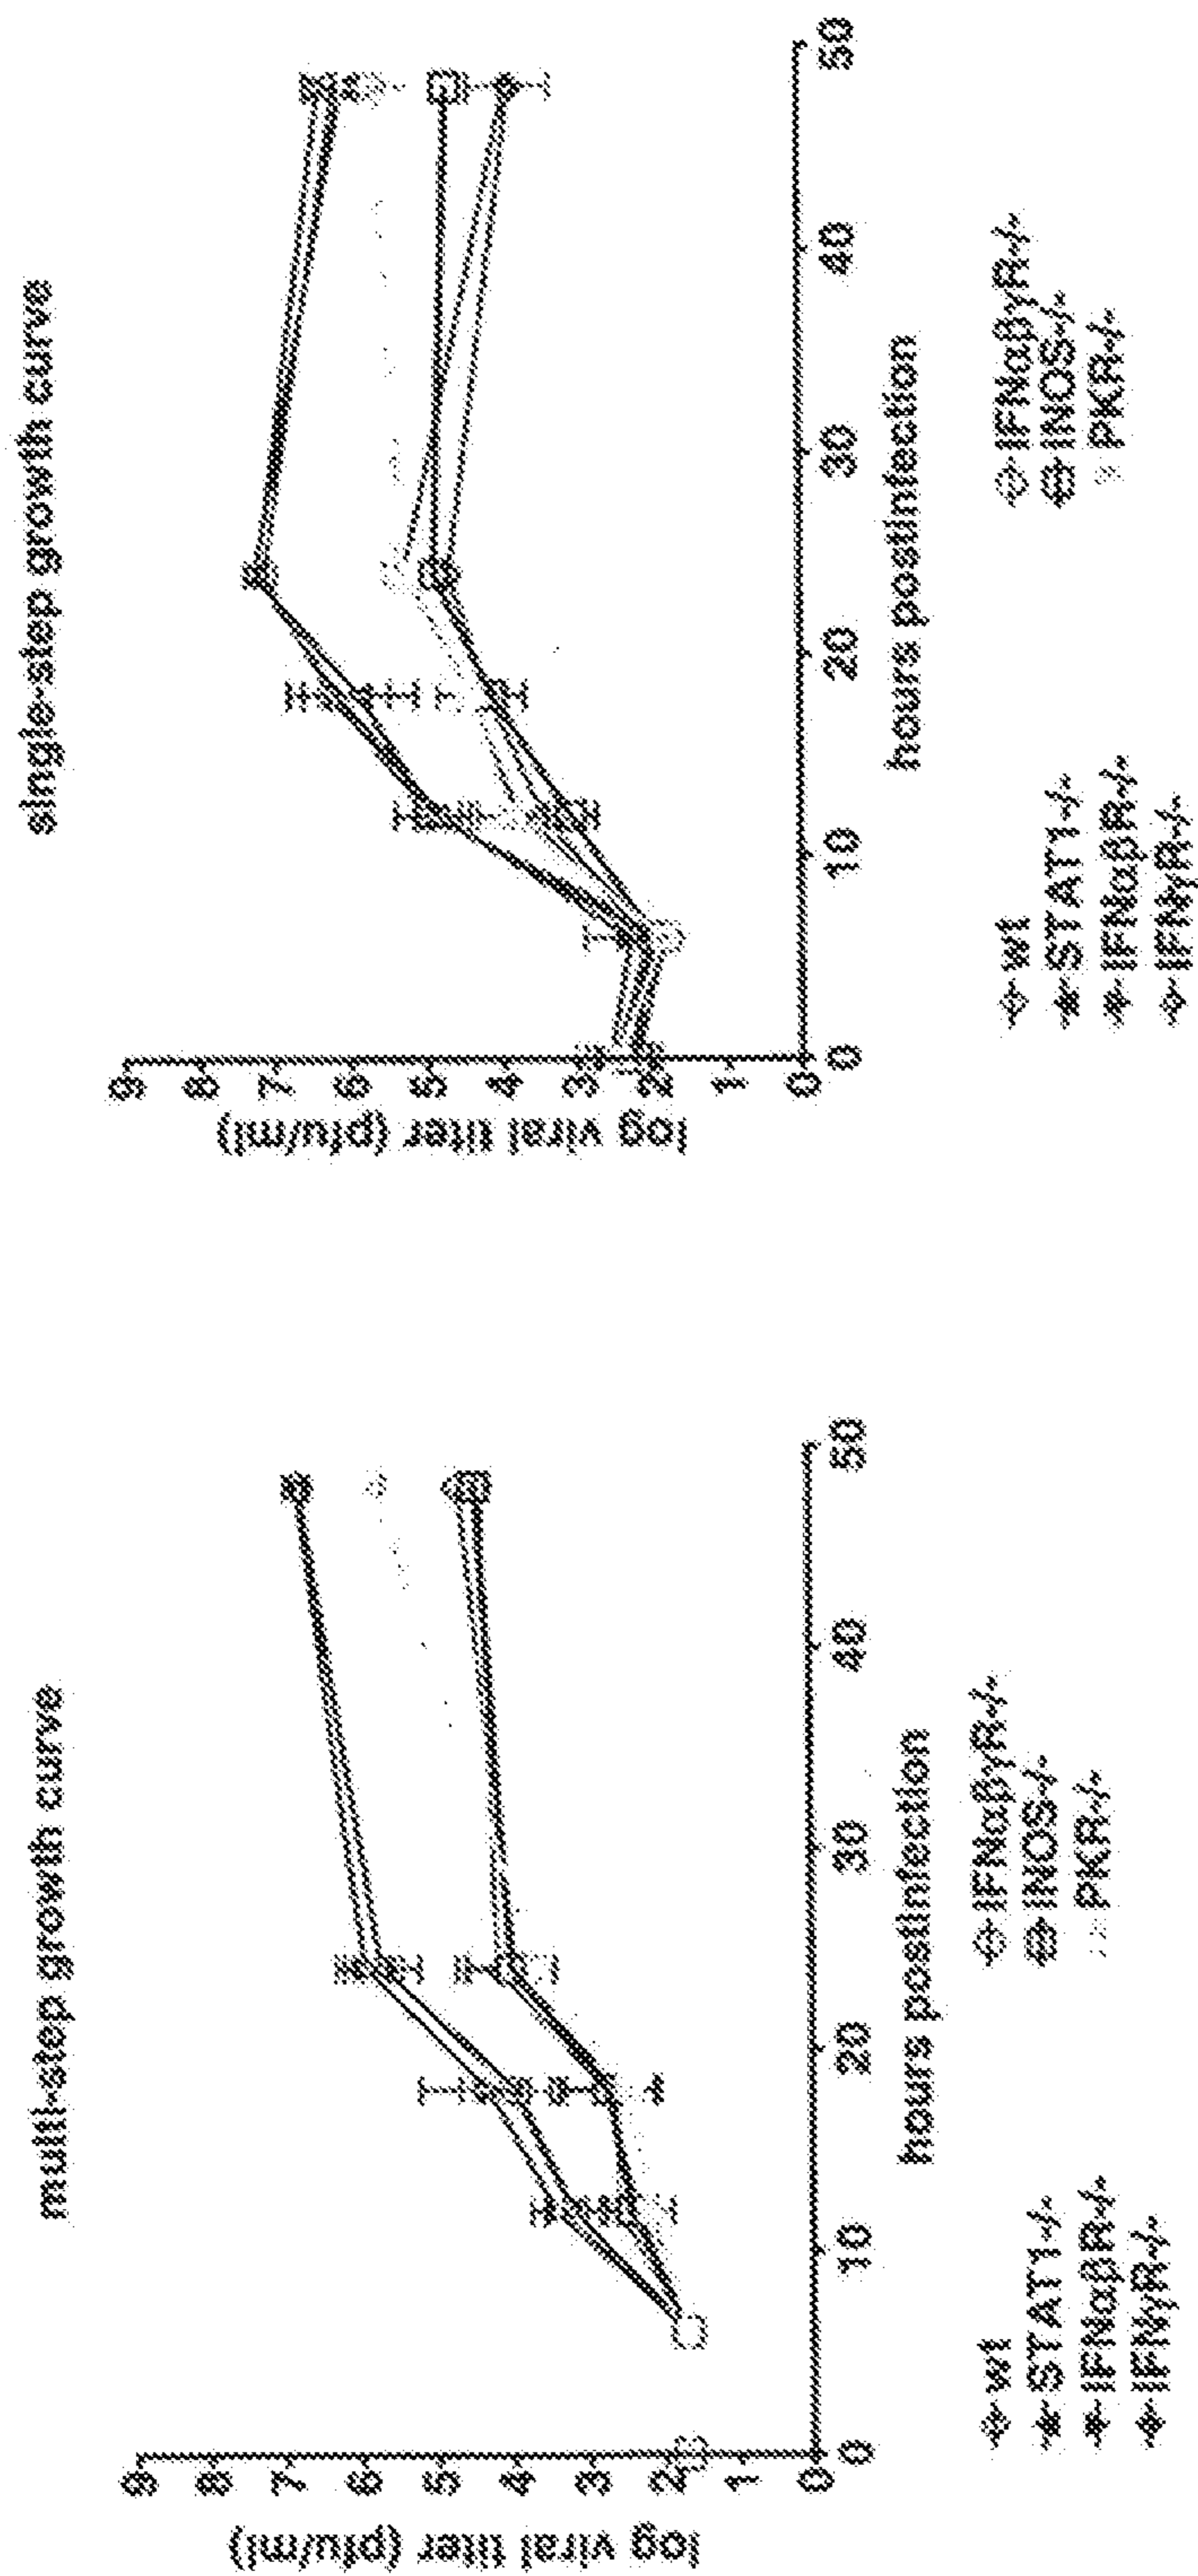 multi-step growth curve
log viral titer (pfu/ml)
9
8
7
6
5
4
3
2
1
0
0
10
20
30
40
50
hours postinfection
wt
STAT1-/-
IFNαβR-/-
IFNγR-/-
IFNαβγR-/-
iNOS-/-
PKR-/-
single-step growth curve
log viral titer (pfu/ml)
9
8
7
6
5
4
3
2
1
0
0
10
20
30
40
50
hours postinfection
wt
STAT1-/-
IFNαβR-/-
IFNγR-/-
IFNαβγR-/-
iNOS-/-
PKR-/-